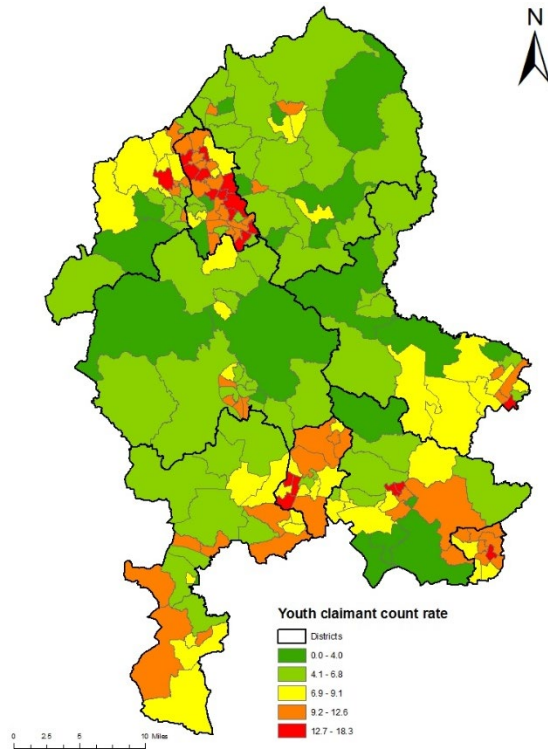 N
Youth claimant count rate
Districts
0.0 - 4.0
4.1 - 6.8
6.9 - 9.1
9.2 - 12.6
12.7 - 18.3
0 2.5 5 10 Miles